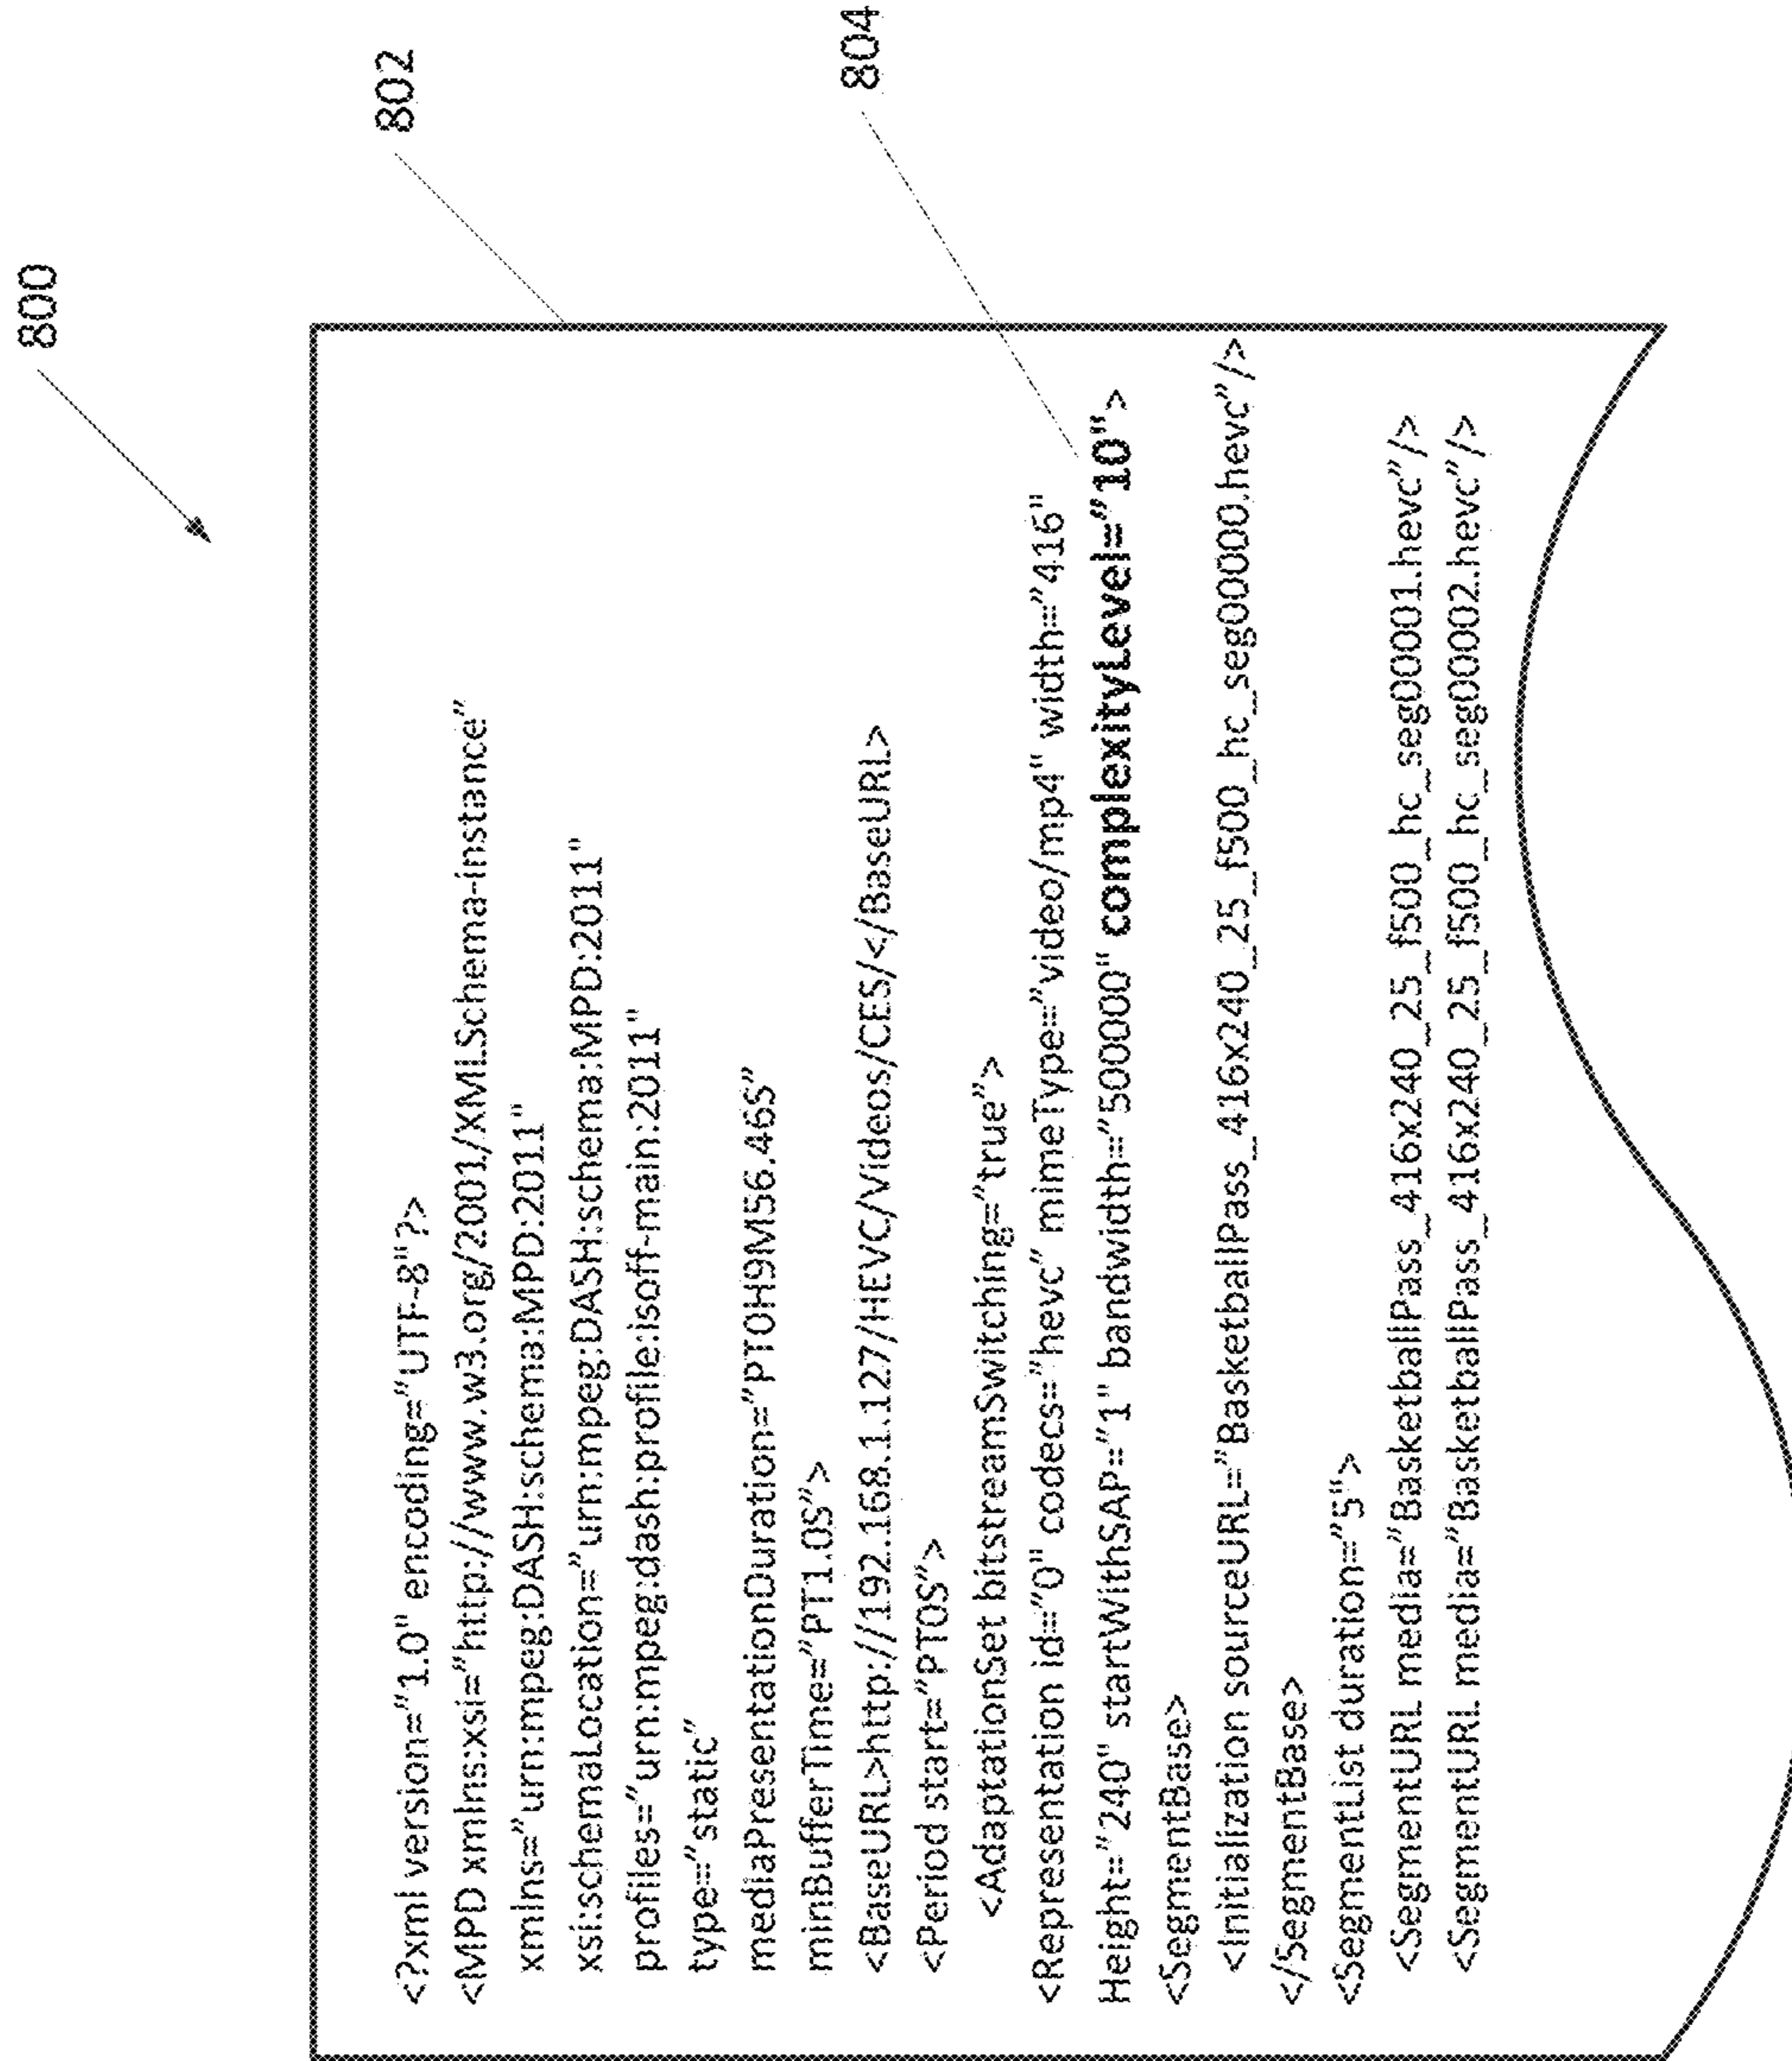 800
802
804
<?xml version="1.0" encoding="UTF-8"?>
<MPD xmlns:xsi="http://www.w3.org/2001/XMLSchema-instance"
xmlns="urn:mpeg:DASH:schema:MPD:2011"
xsi:schemaLocation="urn:mpeg:DASH:schema:MPD:2011"
profiles="urn:mpeg:dash:profile:isoff-main:2011"
type="static"
mediaPresentationDuration="PT0H9M56.46S"
minBufferTime="PT1.0S">
<BaseURL>http://192.168.1.127/HEVC/Videos/CES/</BaseURL>
<Period start="PT0S">
<AdaptationSet bitstreamSwitching="true">
<Representation id="0" codecs="hevc" mimeType="video/mp4" width="416"
Height="240" startWithSAP="1" bandwidth="50000" complexityLevel="10">
<SegmentBase>
<Initialization sourceURL="BasketballPass_416x240_25_f500_hc_seg00000.hevc"/>
</SegmentBase>
<SegmentList duration="5">
<SegmentURL media="BasketballPass_416x240_25_f500_hc_seg00001.hevc"/>
<SegmentURL media="BasketballPass_416x240_25_f500_hc_seg00002.hevc"/>